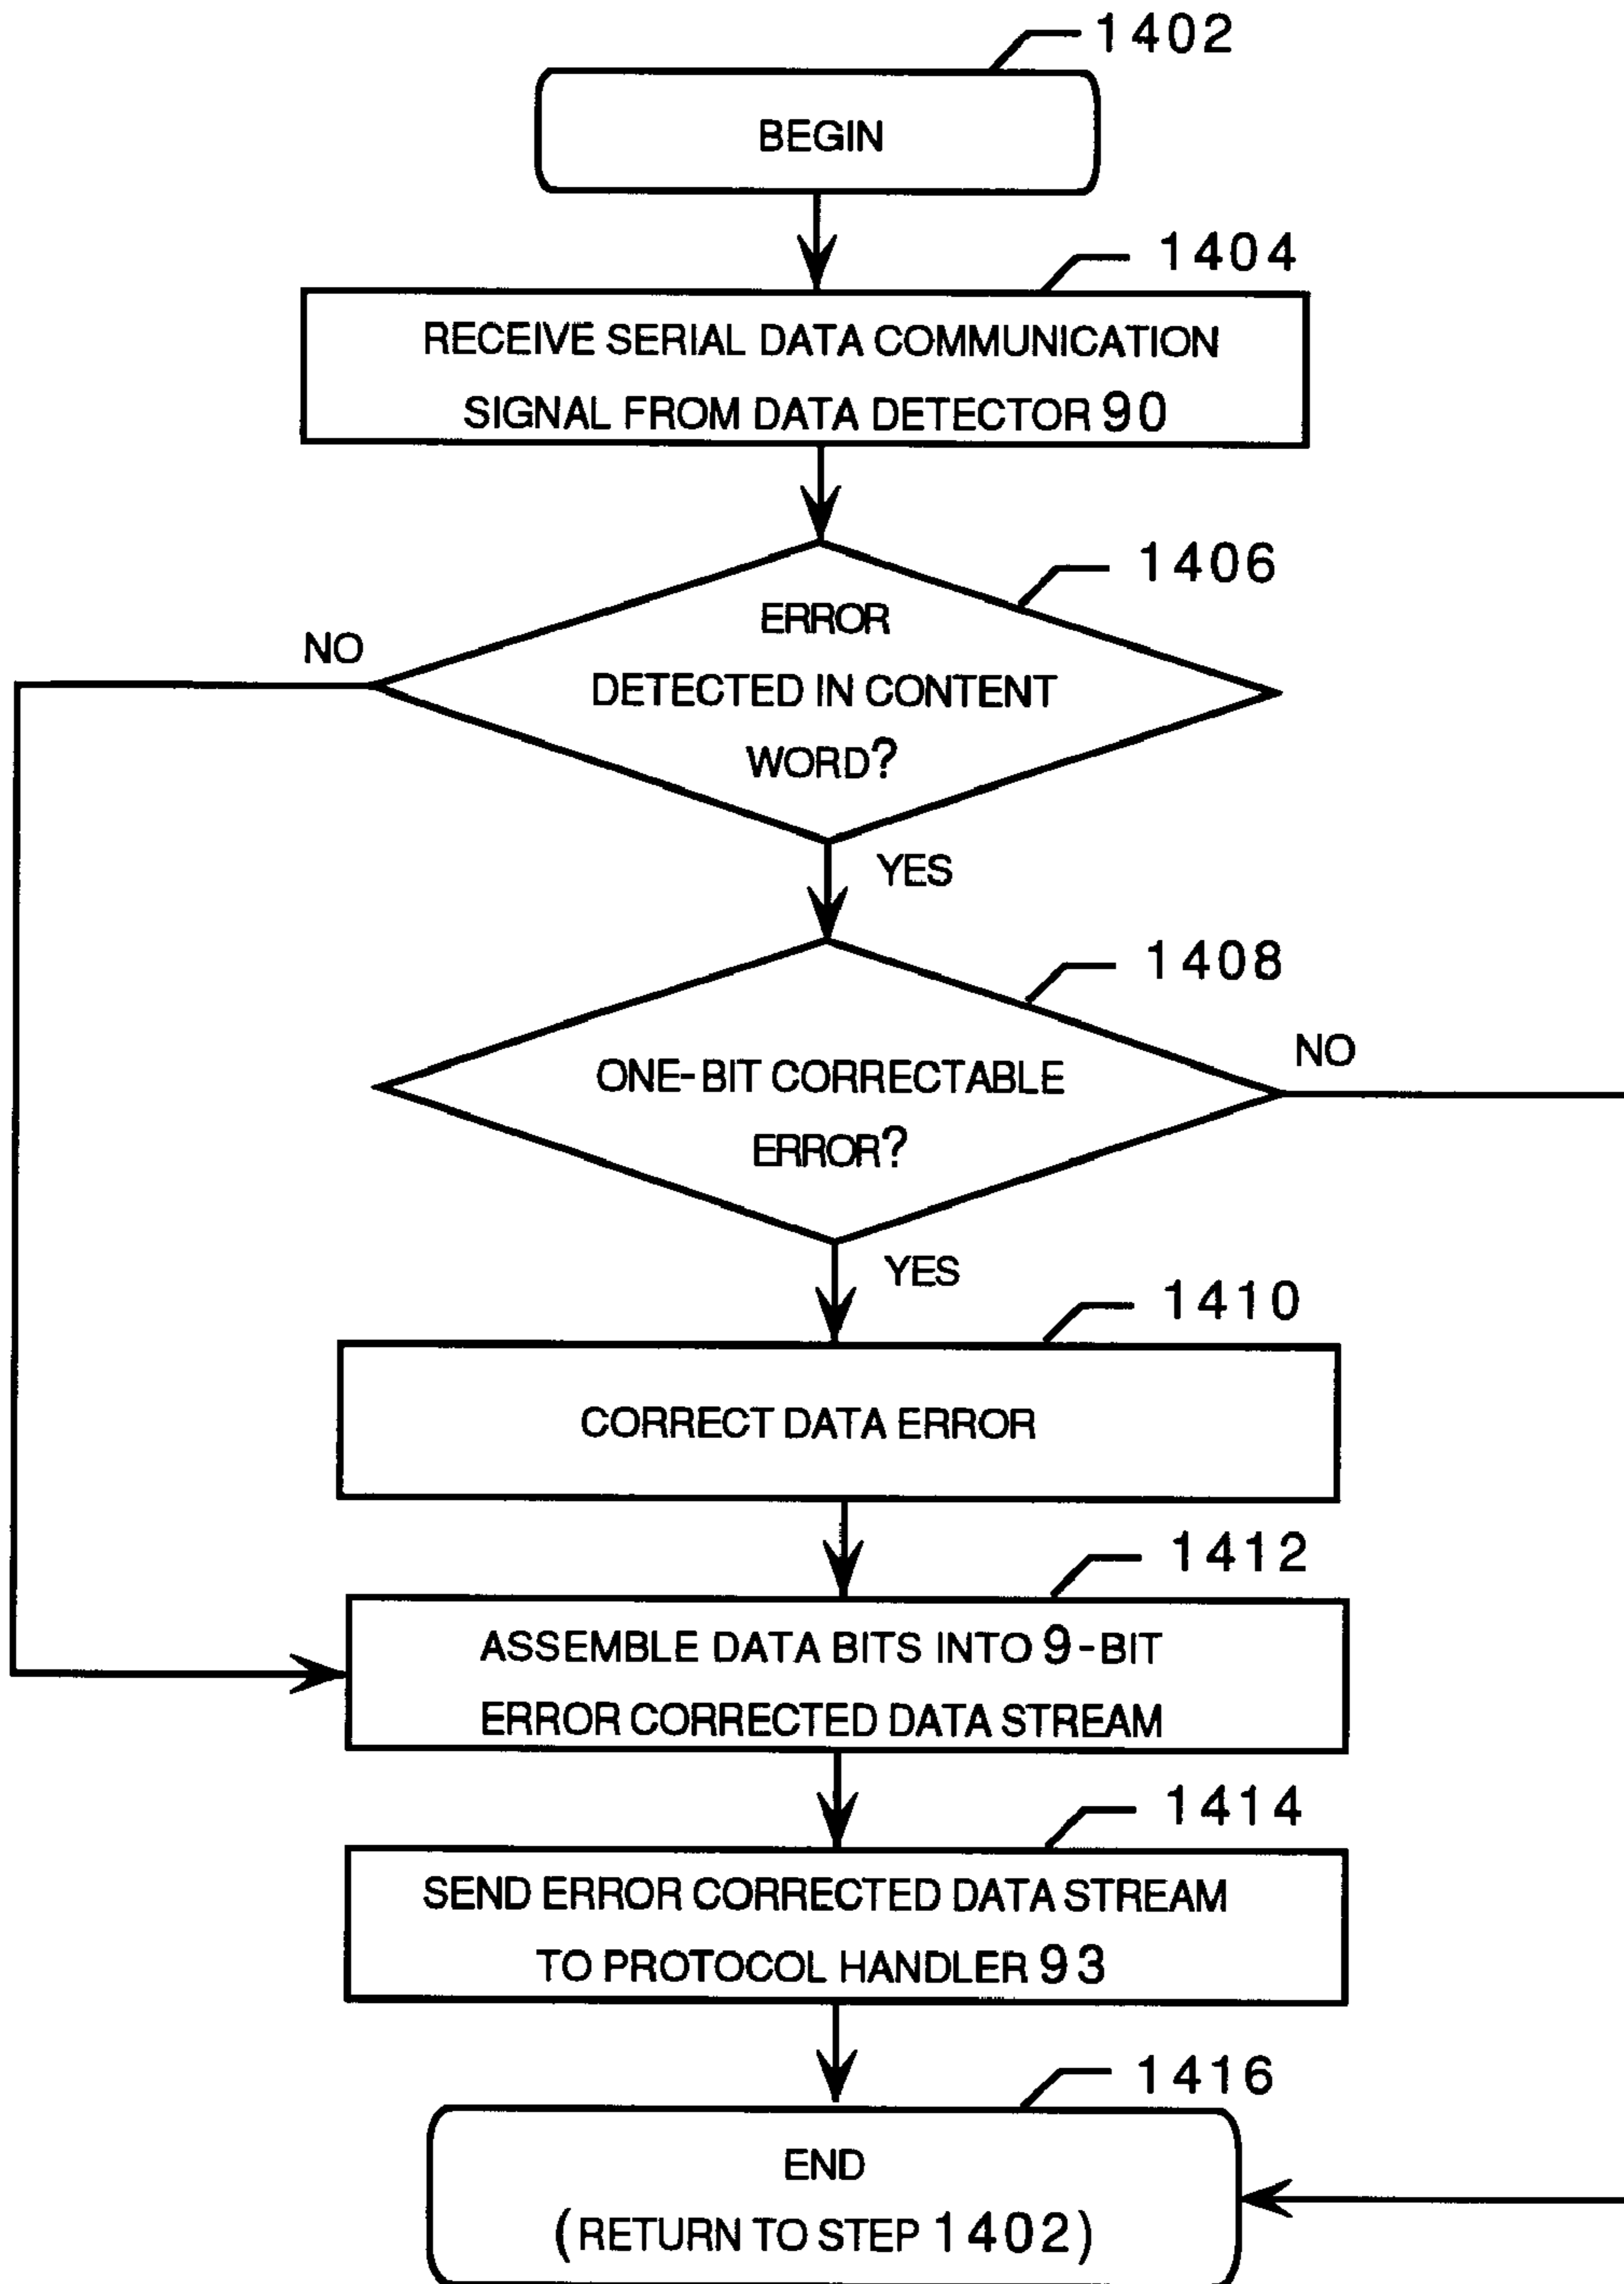 1402
BEGIN
1404
RECEIVE SERIAL DATA COMMUNICATION
SIGNAL FROM DATA DETECTOR 90
1406
ERROR
DETECTED IN CONTENT
WORD?
NO
YES
1408
ONE-BIT CORRECTABLE
ERROR?
NO
YES
1410
CORRECT DATA ERROR
1412
ASSEMBLE DATA BITS INTO 9-BIT
ERROR CORRECTED DATA STREAM
1414
SEND ERROR CORRECTED DATA STREAM
TO PROTOCOL HANDLER 93
1416
END
(RETURN TO STEP 1402)